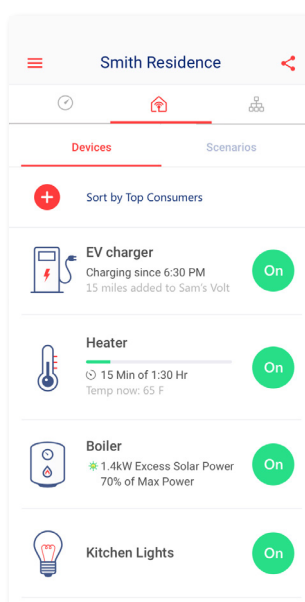 Smith Residence
Devices
Scenarios
Sort by Top Consumers
EV charger
Charging since 6:30 PM
15 miles added to Sam's Volt
On
Heater
15 Min of 1:30 Hr
Temp now: 65 F
On
Boiler
1.4kW Excess Solar Power
70% of Max Power
On
Kitchen Lights
On